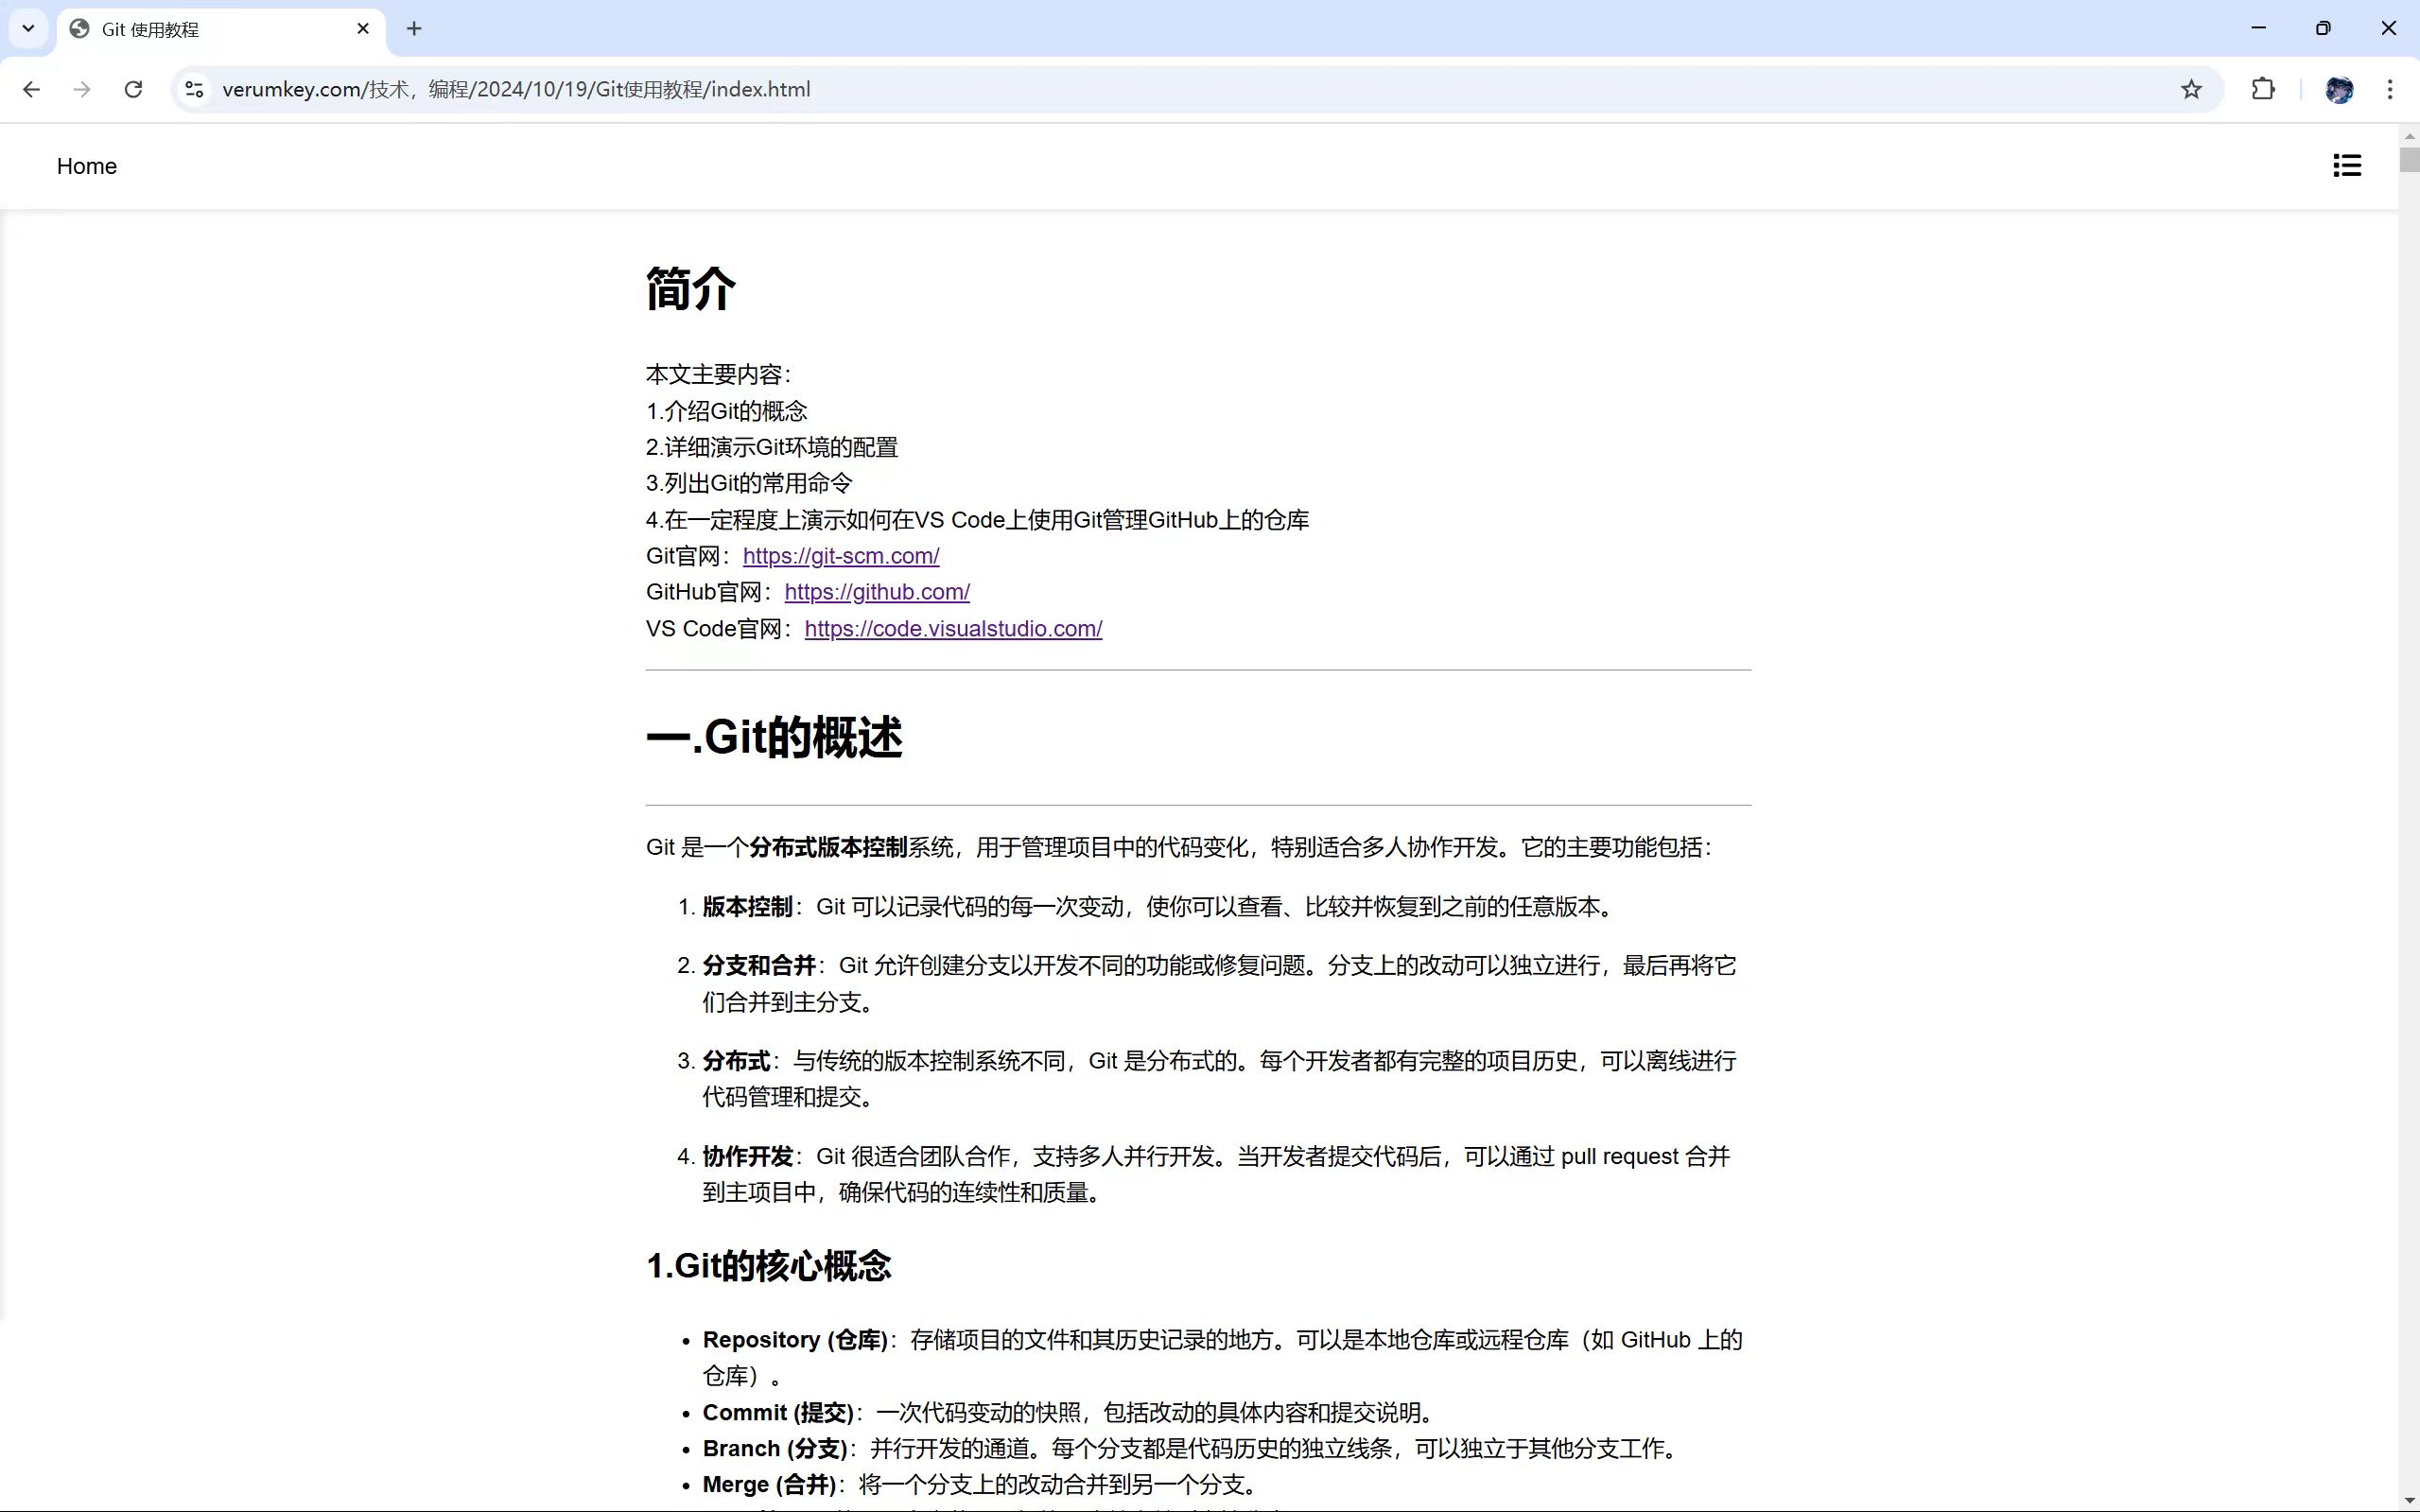 Git 使用教程
verumkey.com/技术，编程/2024/10/19/Git使用教程/index.html
Home
简介
本文主要内容：
1.介绍Git的概念
2.详细演示Git环境的配置
3.列出Git的常用命令
4.在一定程度上演示如何在VS Code上使用Git管理GitHub上的仓库
Git官网：https://git-scm.com/
GitHub官网：https://github.com/
VS Code官网：https://code.visualstudio.com/
一.Git的概述
Git 是一个分布式版本控制系统，用于管理项目中的代码变化，特别适合多人协作开发。它的主要功能包括：
1. 版本控制：Git 可以记录代码的每一次变动，使你可以查看、比较并恢复到之前的任意版本。
2. 分支和合并：Git 允许创建分支以开发不同的功能或修复问题。分支上的改动可以独立进行，最后再将它
们合并到主分支。
3. 分布式：与传统的版本控制系统不同，Git 是分布式的。每个开发者都有完整的项目历史，可以离线进行
代码管理和提交。
4. 协作开发：Git 很适合团队合作，支持多人并行开发。当开发者提交代码后，可以通过 pull request 合并
到主项目中，确保代码的连续性和质量。
1.Git的核心概念
• Repository (仓库)：存储项目的文件和其历史记录的地方。可以是本地仓库或远程仓库（如 GitHub 上的
仓库）。
• Commit (提交)：一次代码变动的快照，包括改动的具体内容和提交说明。
• Branch (分支)：并行开发的通道。每个分支都是代码历史的独立线条，可以独立于其他分支工作。
• Merge (合并)：将一个分支上的改动合并到另一个分支。